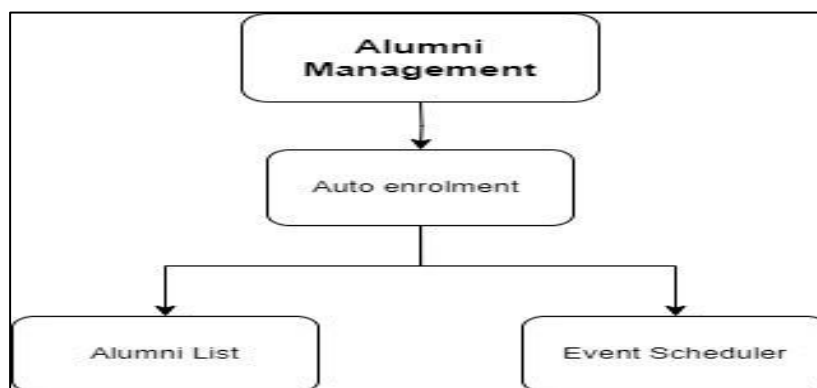 Alumni
Management
Auto enrolment
Alumni List
Event Scheduler